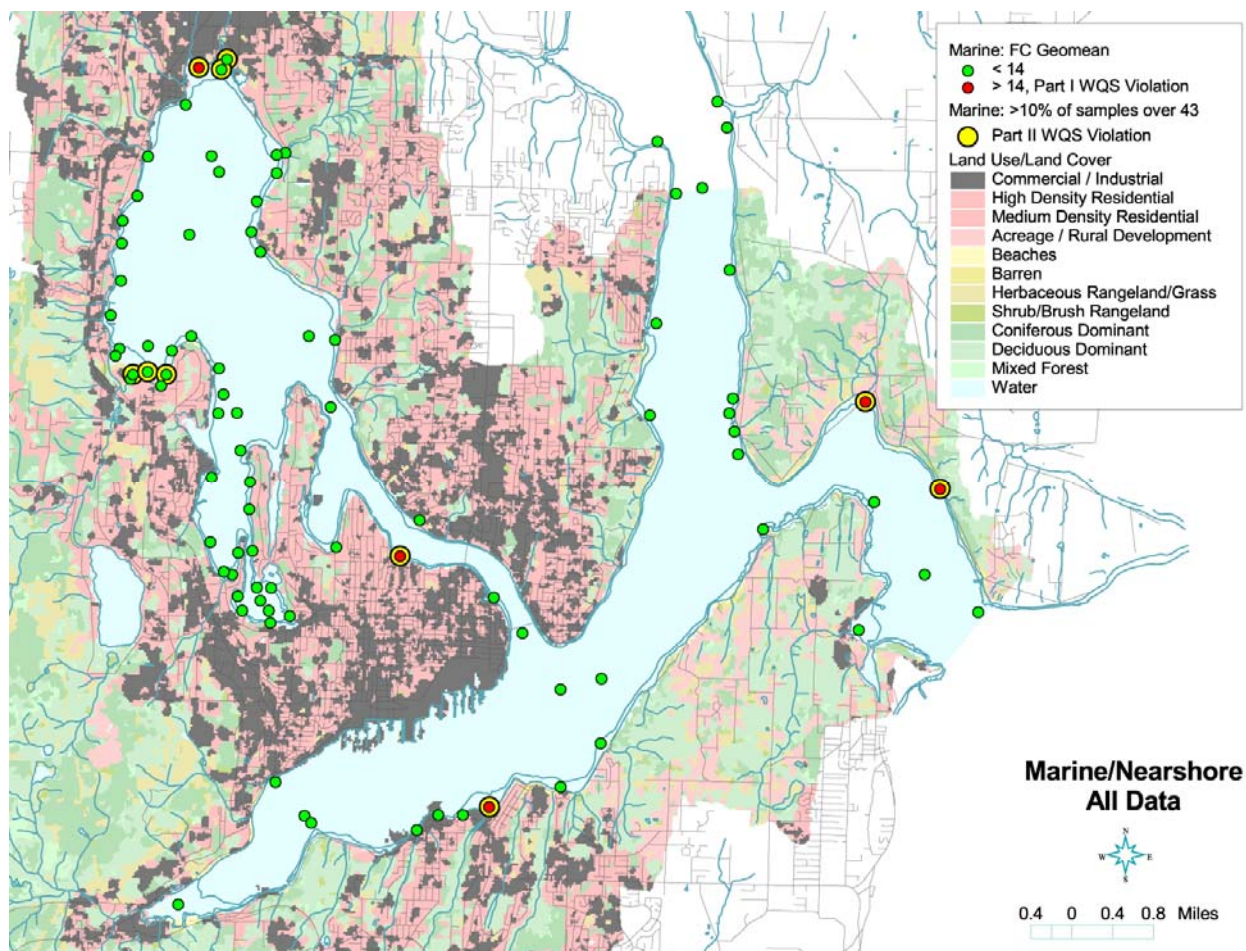 Marine: FC Geomean
< 14
> 14, Part I WQS Violation
Marine: >10% of samples over 43
Part II WQS Violation
Land Use/Land Cover
Commercial / Industrial
High Density Residential
Medium Density Residential
Acreage / Rural Development
Beaches
Barren
Herbaceous Rangeland/Grass
Shrub/Brush Rangeland
Coniferous Dominant
Deciduous Dominant
Mixed Forest
Water
Marine/Nearshore
All Data
N
W E
S
0.4 0 0.4 0.8 Miles